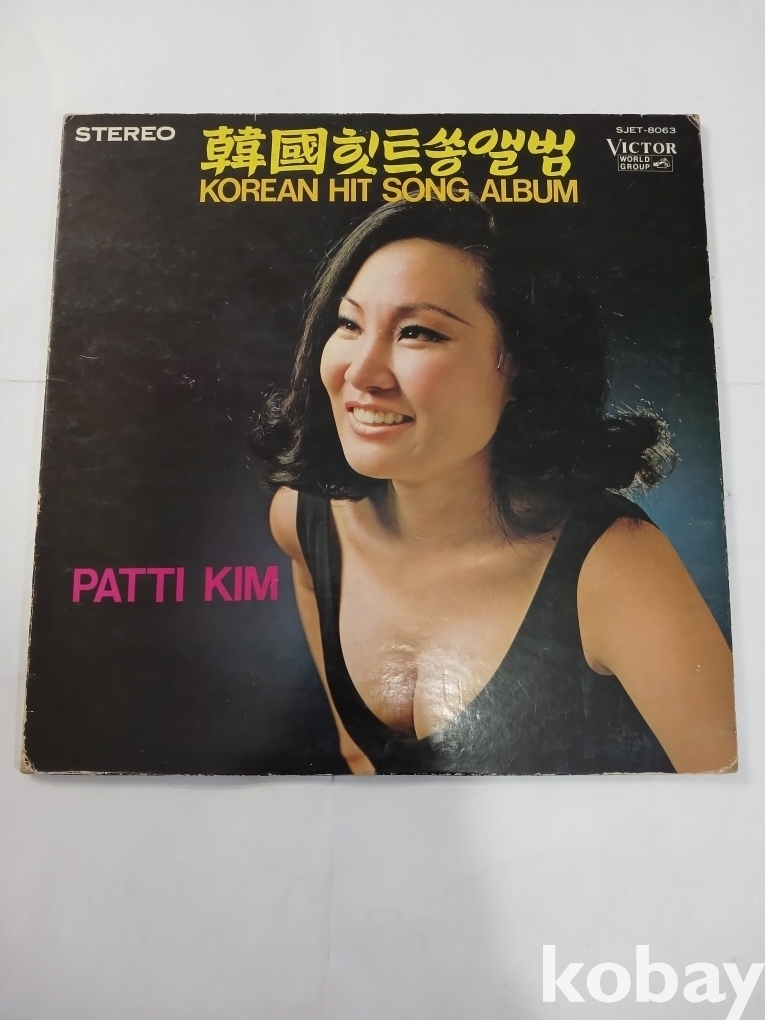 STEREO
韓國힛트쏭앨범
KOREAN HIT SONG ALBUM
SJET-8063
VICTOR
WORLD
GROUP
PATTI KIM
kobay